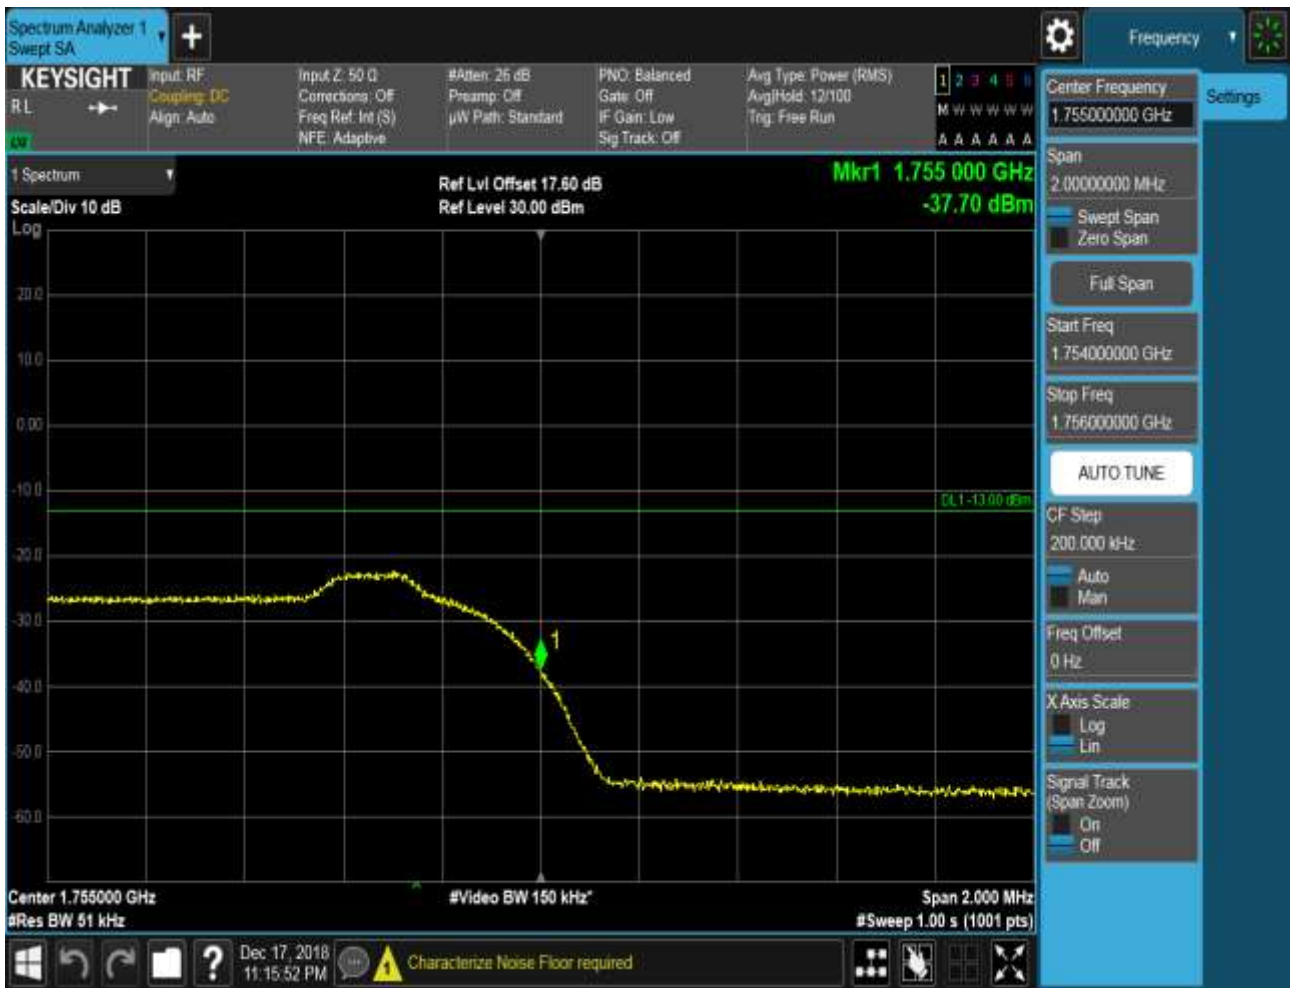 Spectrum Analyzer 1
Swept SA
+
Frequency
KEYSIGHT
Input: RF
Coupling: DC
Align: Auto
Input Z: 50 Ω
Corrections: Off
Freq Ref: Int (S)
NFE: Adaptive
#Atten: 26 dB
Preamp: Off
µW Path: Standard
PNO: Balanced
Gate: Off
IF Gain: Low
Sig Track: Off
Avg Type: Power (RMS)
Avg|Hold: 12/100
Trig: Free Run
1 2 3 4 5 6
M W W W W W
A A A A A A
R L
Center Frequency
1.755000000 GHz
Settings
Span
2.00000000 MHz
Swept Span
Zero Span
Full Span
Start Freq
1.754000000 GHz
Stop Freq
1.756000000 GHz
AUTO TUNE
CF Step
200.000 kHz
Auto
Man
Freq Offset
0 Hz
X Axis Scale
Log
Lin
Signal Track
(Span Zoom)
On
Off
1 Spectrum
Scale/Div 10 dB
Log
Ref Lvl Offset 17.60 dB
Ref Level 30.00 dBm
Mkr1 1.755 000 GHz
-37.70 dBm
20.0
10.0
0.00
-10.0
DL1 -13.00 dBm
-20.0
-30.0
1
-40.0
-50.0
-60.0
Center 1.755000 GHz
#Res BW 51 kHz
#Video BW 150 kHz*
Span 2.000 MHz
#Sweep 1.00 s (1001 pts)
?
Dec 17, 2018
11:15:52 PM
1
Characterize Noise Floor required